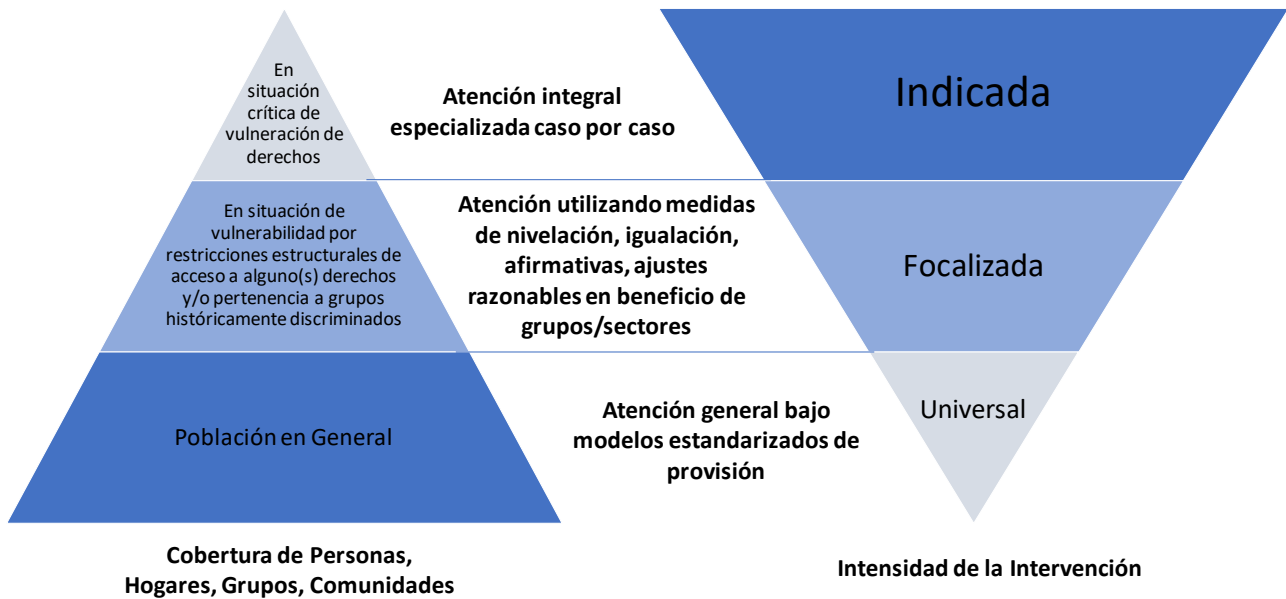 En
situación
crítica de
vulneración de
derechos
Atención integral
especializada caso por caso
Indicada
En situación de
vulnerabilidad por
restricciones estructurales de
acceso a alguno(s) derechos
y/o pertenencia a grupos
históricamente discriminados
Atención utilizando medidas
de nivelación, igualación,
afirmativas, ajustes
razonables en beneficio de
grupos/sectores
Focalizada
Población en General
Atención general bajo
modelos estandarizados de
provisión
Universal
Cobertura de Personas,
Hogares, Grupos, Comunidades
Intensidad de la Intervención